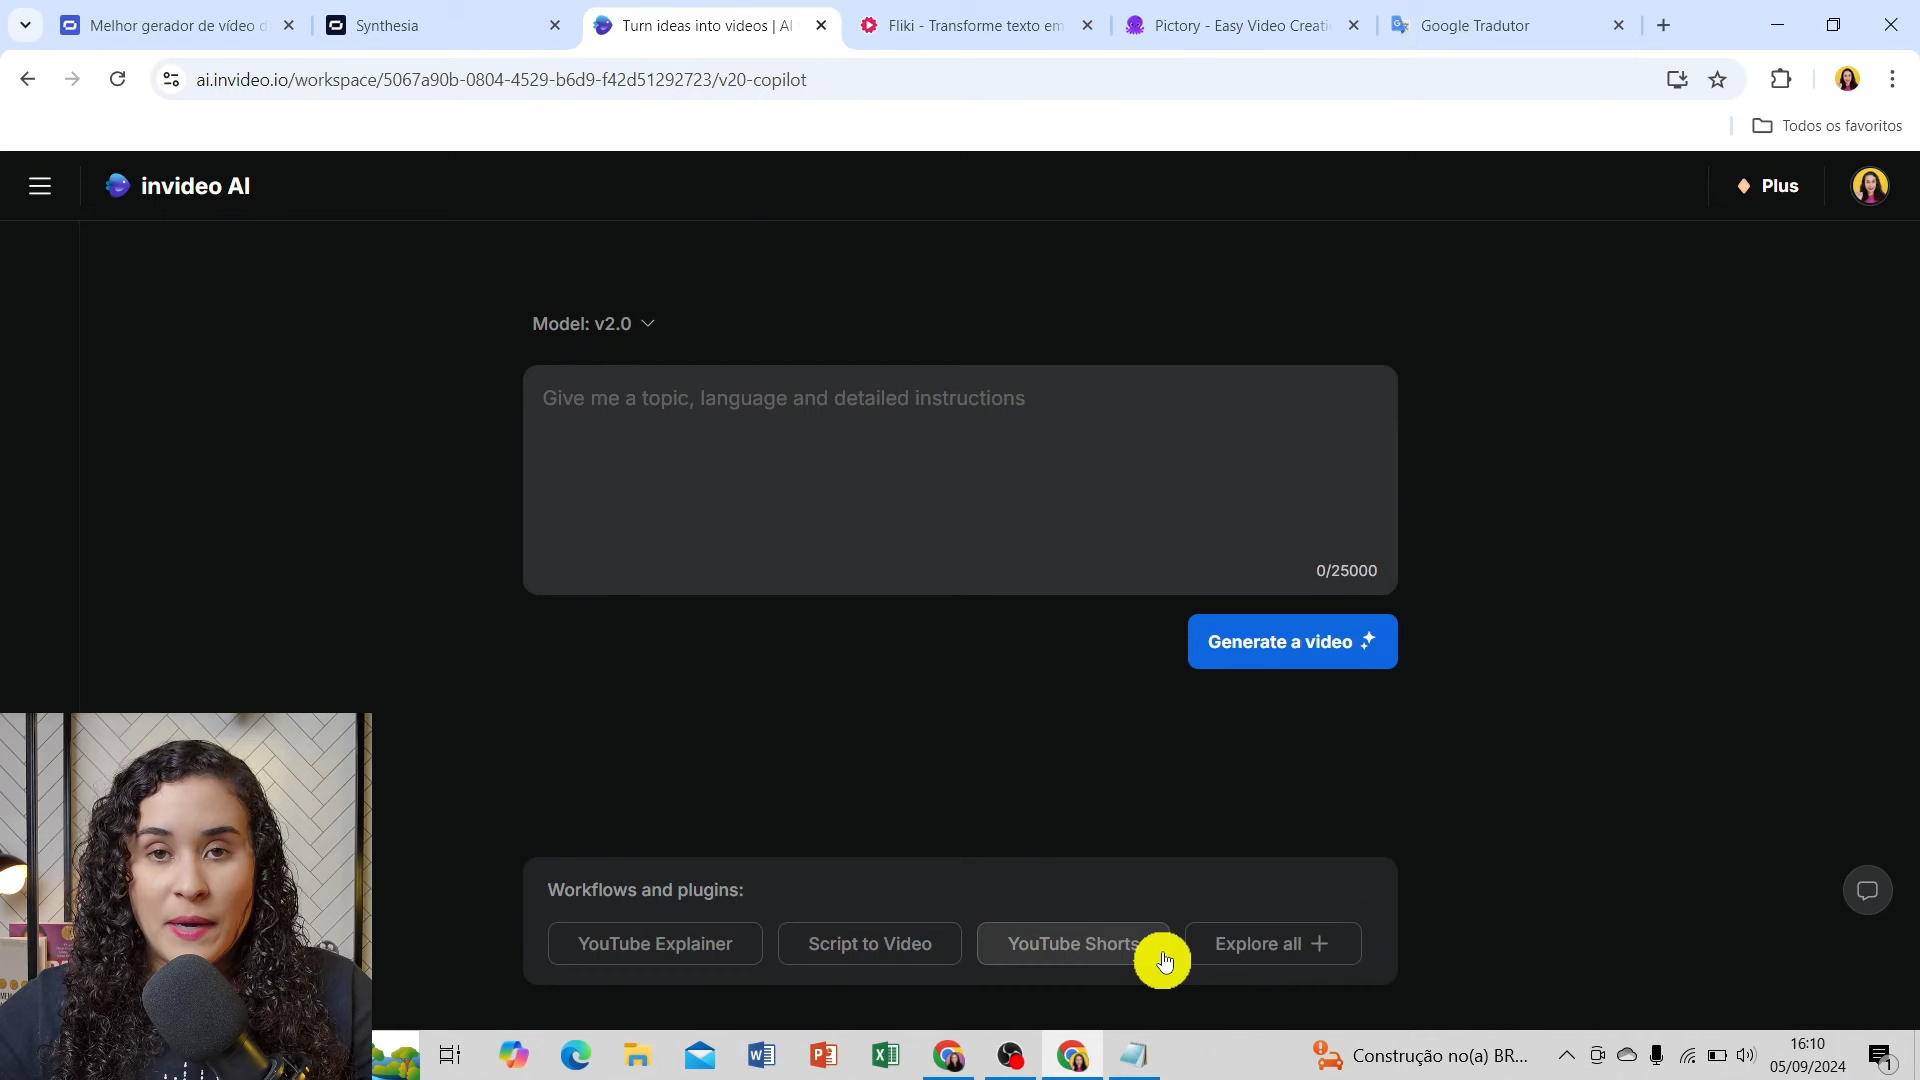 Melhor gerador de vídeo d
Synthesia
Turn ideas into videos | AI
Fliki - Transforme texto em
Pictory - Easy Video Creati
Google Tradutor
ai.invideo.io/workspace/5067a90b-0804-4529-b6d9-f42d51292723/v20-copilot
Todos os favoritos
invideo AI
Plus
Model: v2.0
Give me a topic, language and detailed instructions
0/25000
Generate a video
Workflows and plugins:
YouTube Explainer
Script to Video
YouTube Shorts
Explore all +
Construção no(a) BR...
16:10
05/09/2024
1